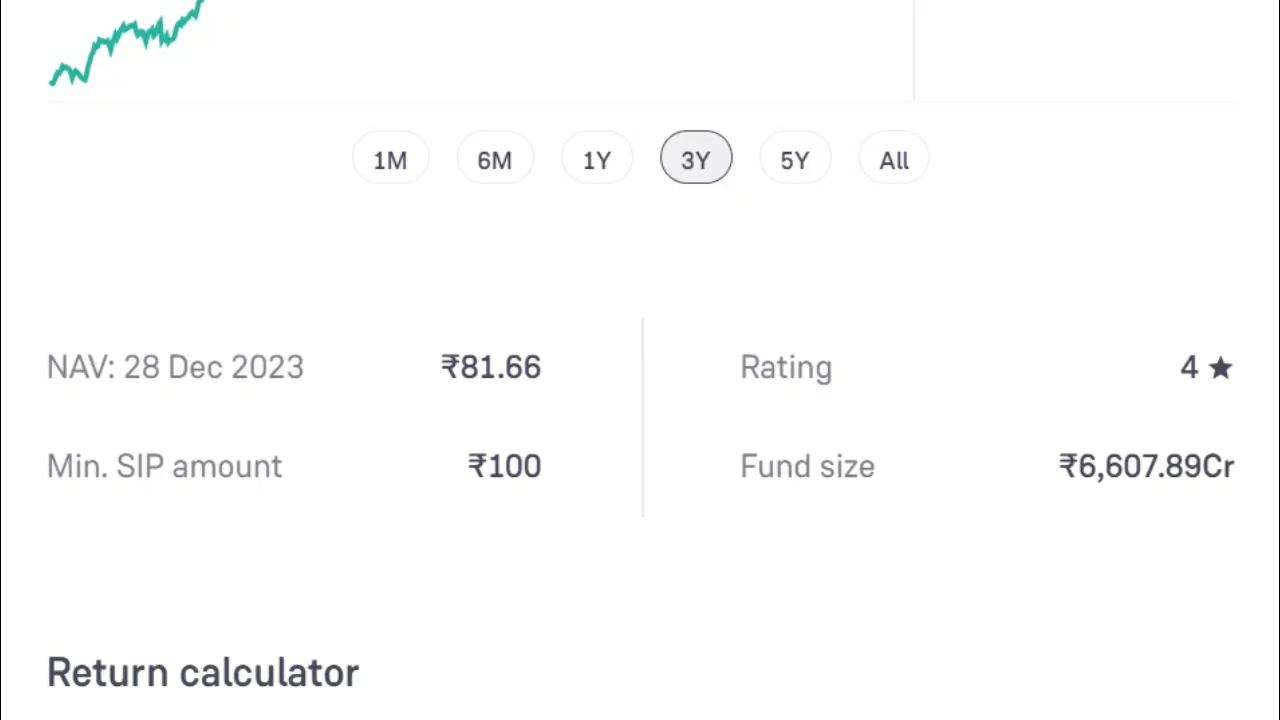 1M 6M 1Y 3Y 5Y All
NAV: 28 Dec 2023 ₹81.66 Rating 4 ★
Min. SIP amount ₹100 Fund size ₹6,607.89Cr
Return calculator